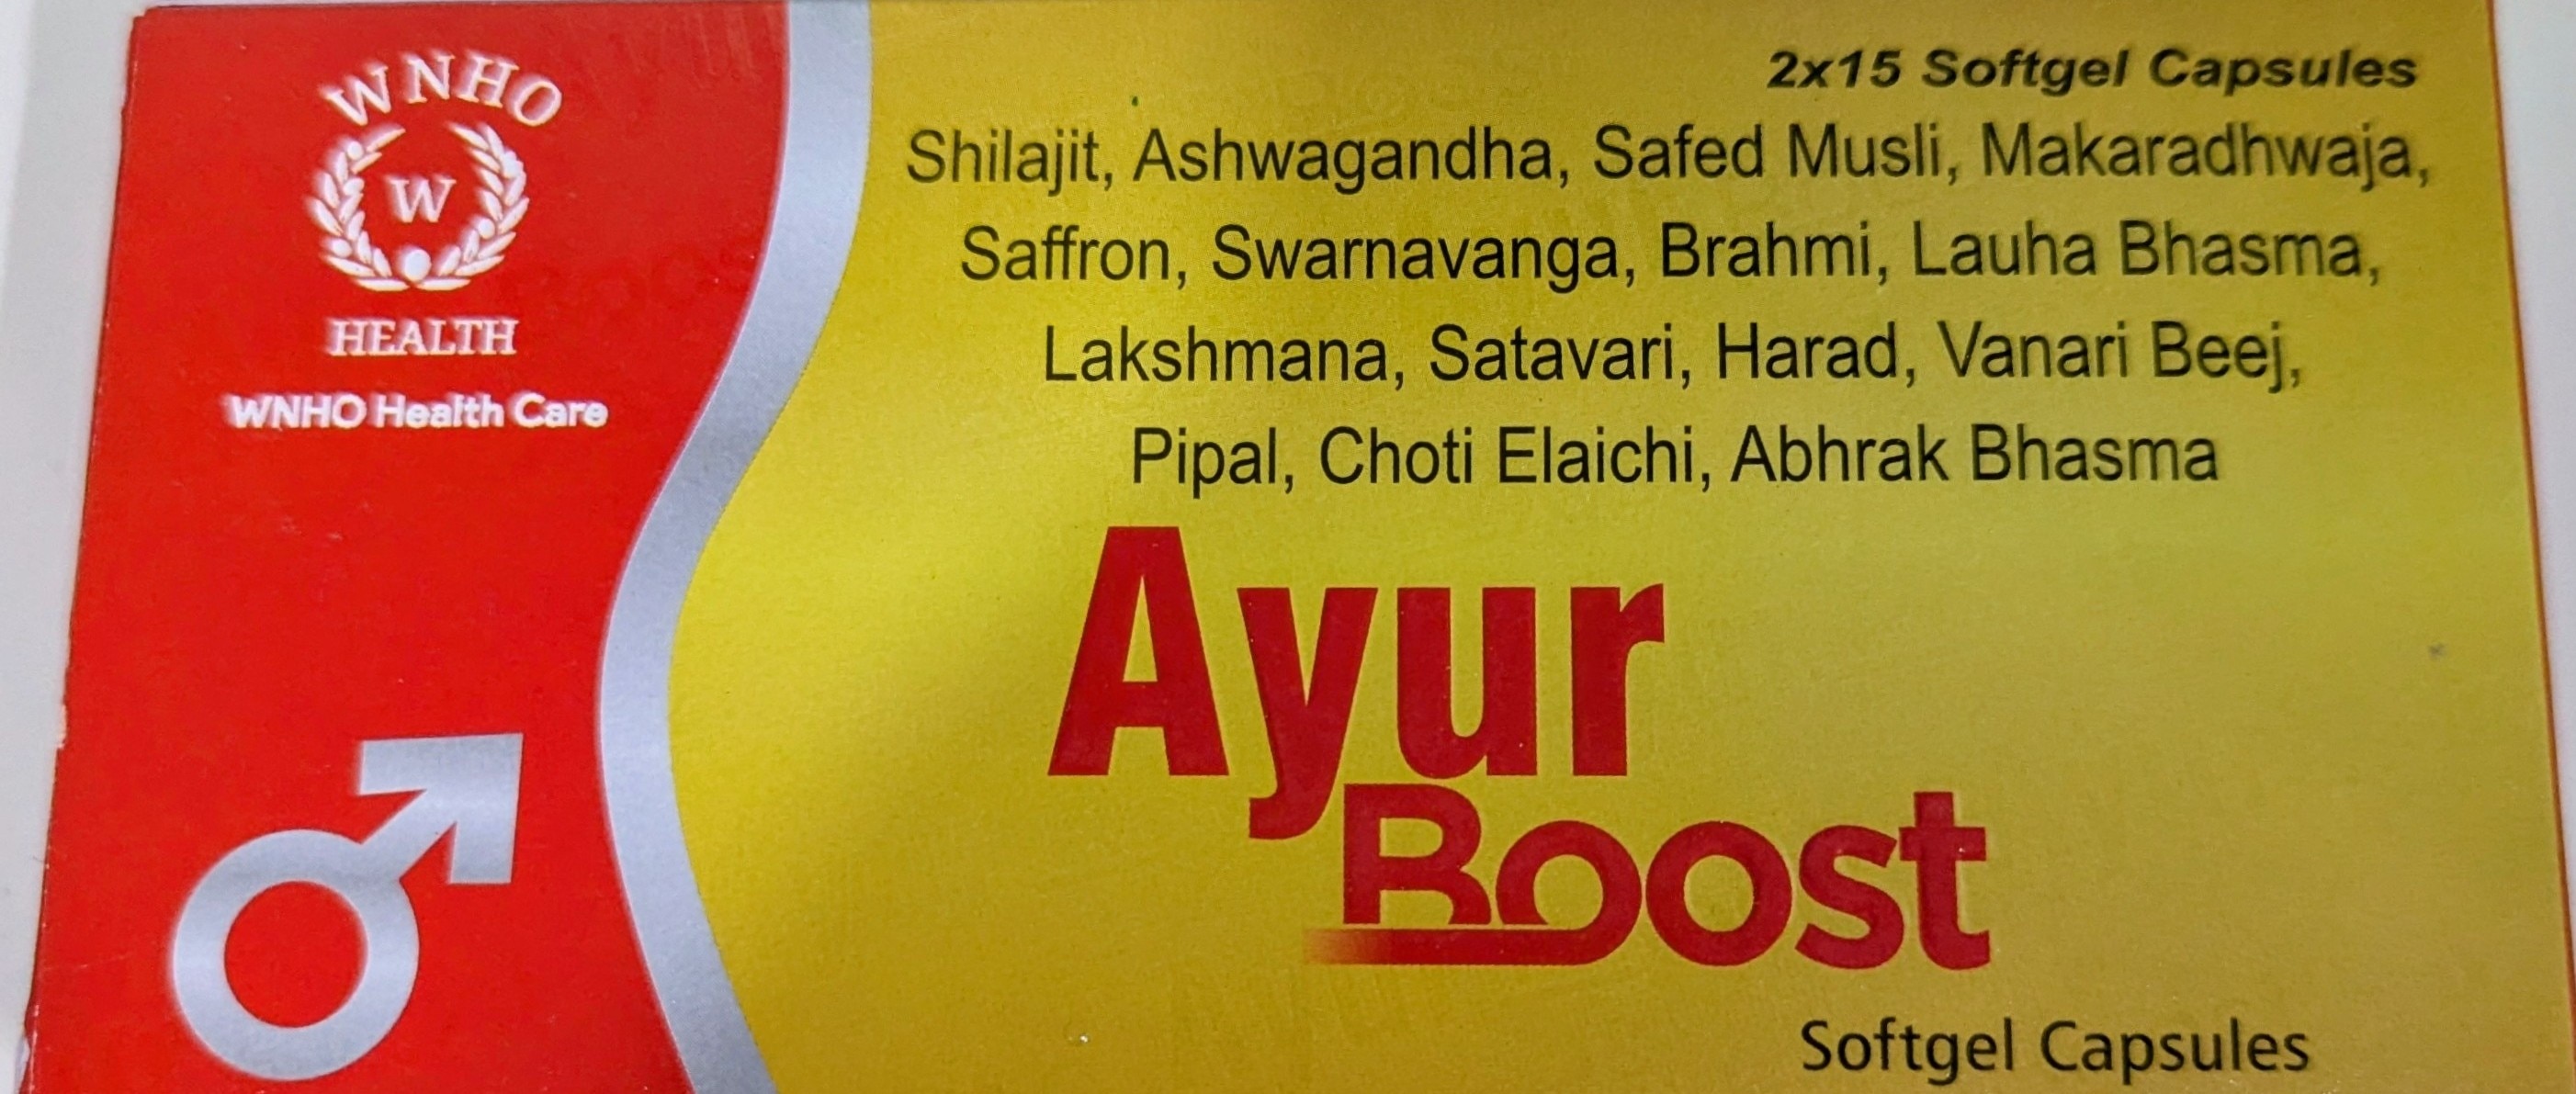 WNHO
W
HEALTH
WNHO Health Care
2x15 Softgel Capsules
Shilajit, Ashwagandha, Safed Musli, Makaradhwaja,
Saffron, Swarnavanga, Brahmi, Lauha Bhasma,
Lakshmana, Satavari, Harad, Vanari Beej,
Pipal, Choti Elaichi, Abhrak Bhasma
Ayur
Boost
Softgel Capsules